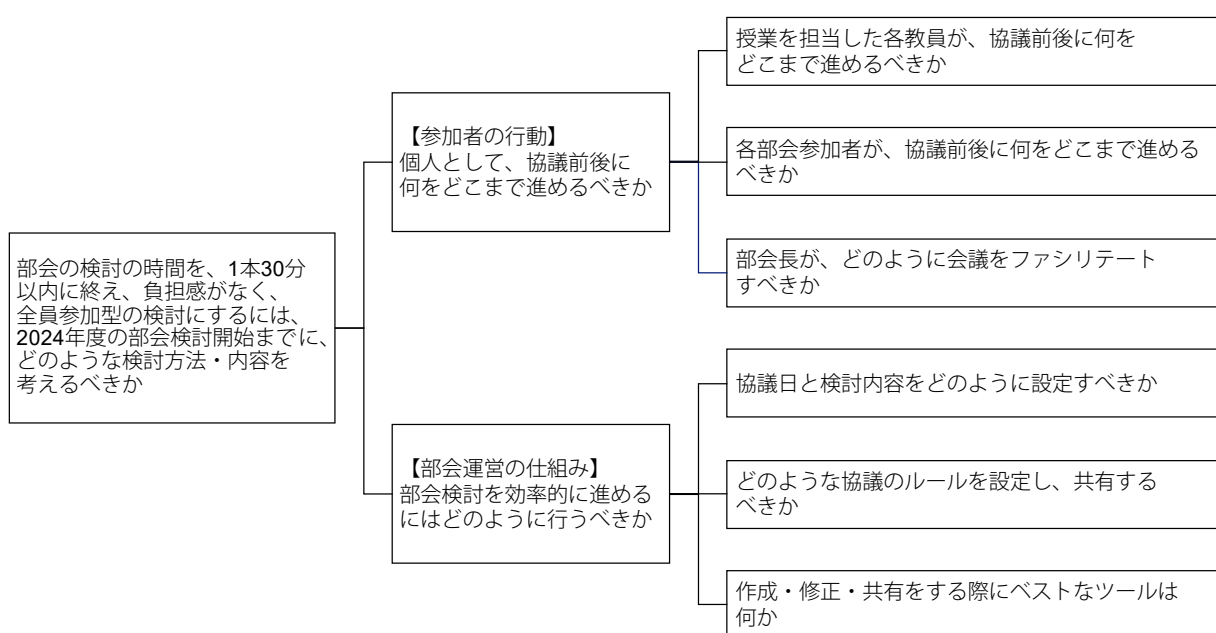 部会の検討の時間を、1本30分
以内に終え、負担感がなく、
全員参加型の検討にするには、
2024年度の部会検討開始までに、
どのような検討方法・内容を
考えるべきか
【参加者の行動】
個人として、協議前後に
何をどこまで進めるべきか
授業を担当した各教員が、協議前後に何を
どこまで進めるべきか
各部会参加者が、協議前後に何をどこまで進める
べきか
部会長が、どのように会議をファシリテート
すべきか
【部会運営の仕組み】
部会検討を効率的に進める
にはどのように行うべきか
協議日と検討内容をどのように設定すべきか
どのような協議のルールを設定し、共有する
べきか
作成・修正・共有をする際にベストなツールは
何か